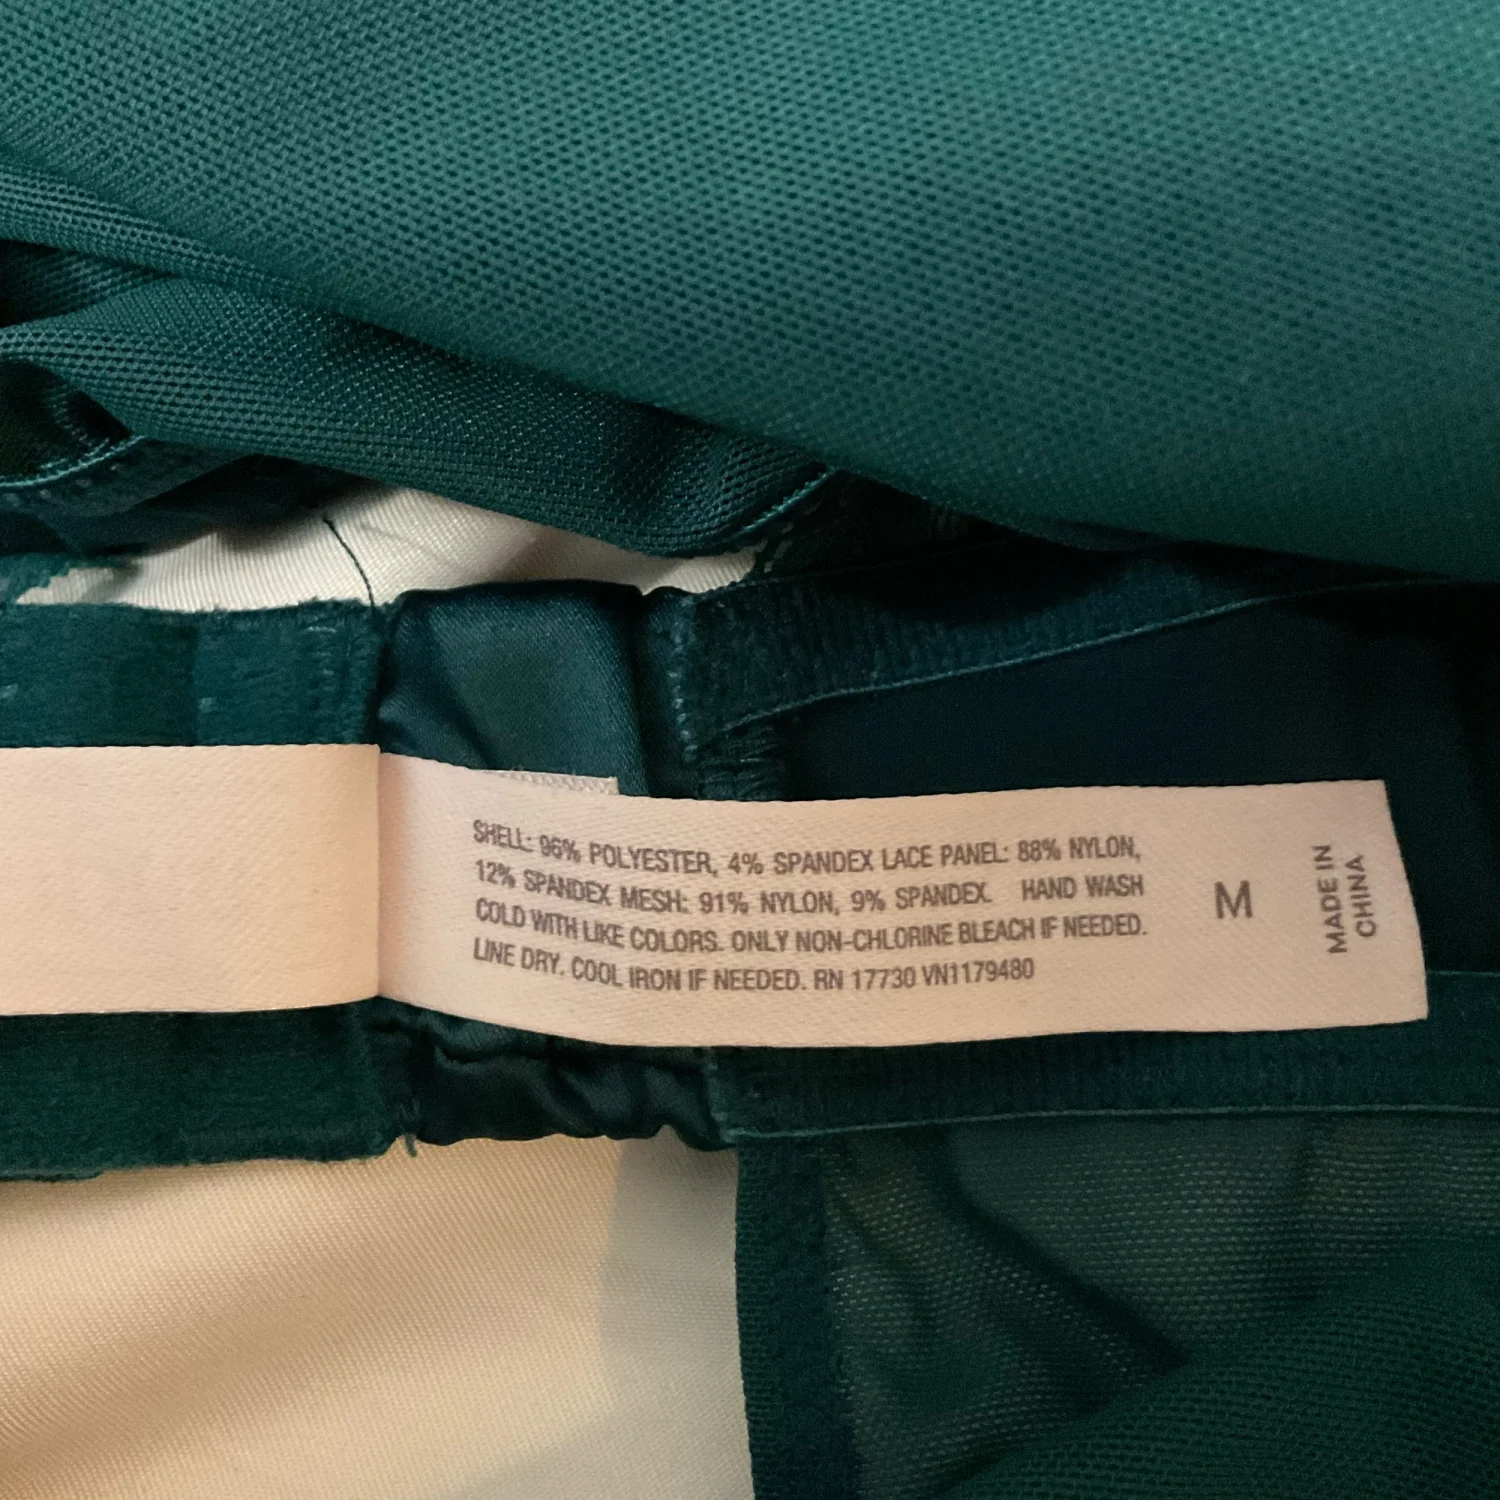 SHELL: 96% POLYESTER, 4% SPANDEX LACE PANEL: 88% NYLON,
12% SPANDEX MESH: 91% NYLON, 9% SPANDEX. HAND WASH
COLD WITH LIKE COLORS. ONLY NON-CHLORINE BLEACH IF NEEDED.
LINE DRY. COOL IRON IF NEEDED. RN 17730 VN1179480
M
MADE IN
CHINA